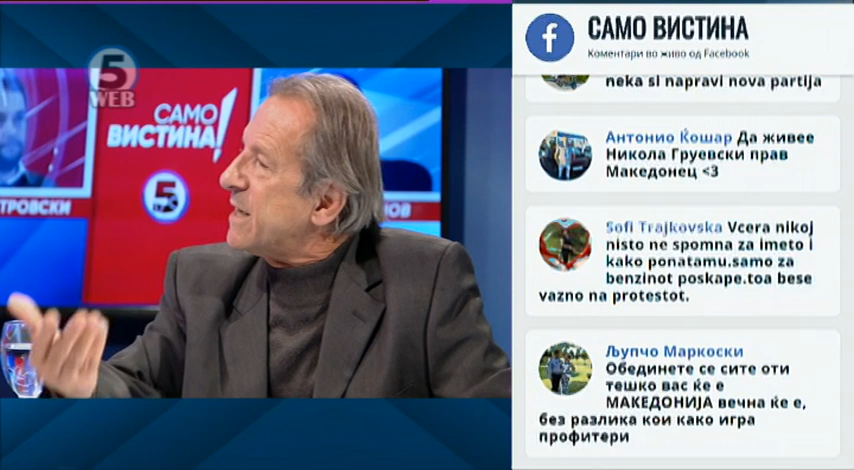 5
WEB
САМО
ВИСТИНА!
5
ТРОВСКИ
НОВ
f
САМО ВИСТИНА
Коментари во живо од Facebook
neka si napravi nova partija
Антонио Ќошар Да живее
Никола Груевски прав
Македонец <3
Sofi Trajkovska Vcera nikoj
nisto ne spomna za imeto i
kako ponatamu.samo za
benzinot poskape.toa bese
vazno na protestot.
Љупчо Маркоски
Обединете се сите оти
тешко вас ќе е
МАКЕДОНИЈА вечна ќе е,
без разлика кои како игра
профитери